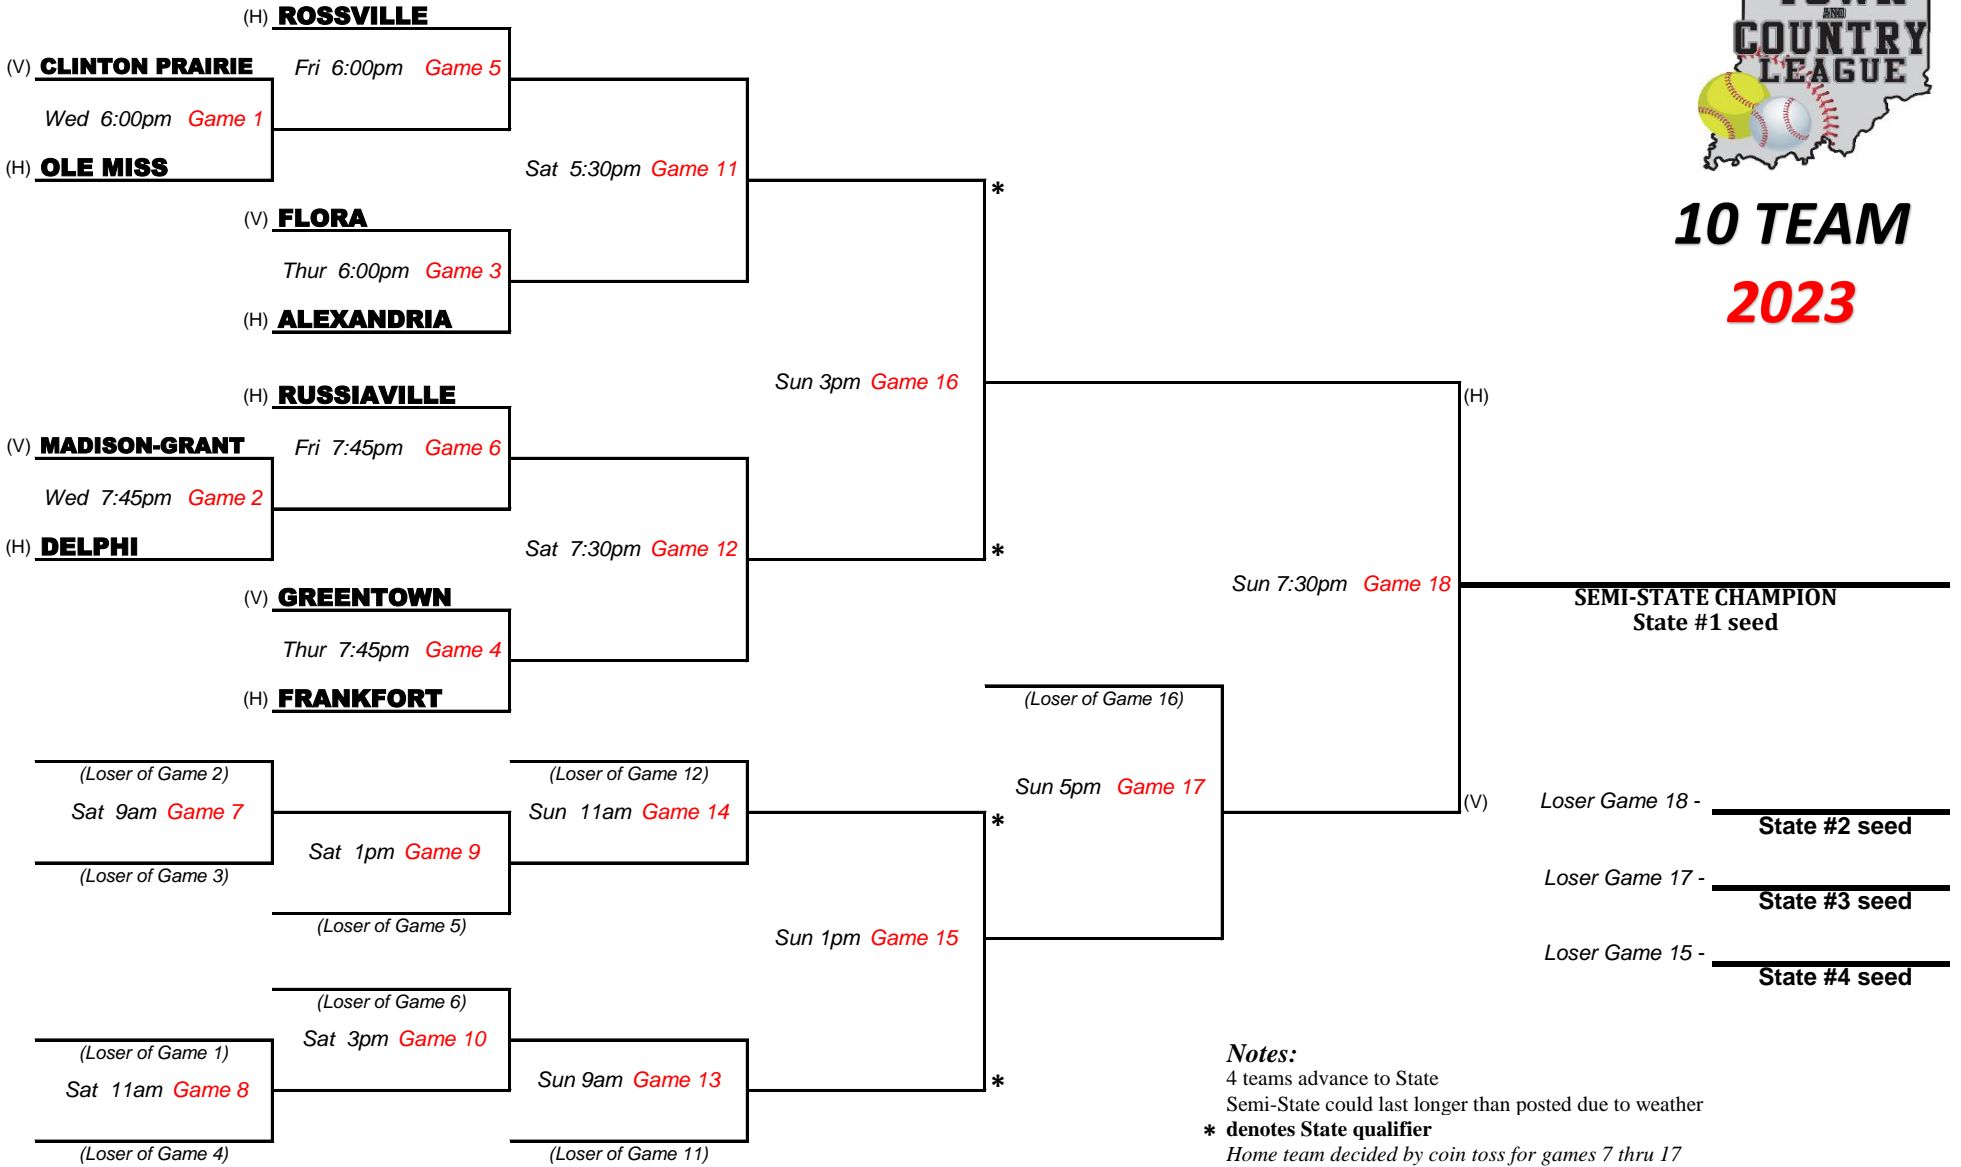 (H) ROSSVILLE
(V) CLINTON PRAIRIE
Fri 6:00pm Game 5
Wed 6:00pm Game 1
(H) OLE MISS
Sat 5:30pm Game 11
*
(V) FLORA
Thur 6:00pm Game 3
(H) ALEXANDRIA
Sun 3pm Game 16
(H)
(H) RUSSIAVILLE
(V) MADISON-GRANT
Fri 7:45pm Game 6
Wed 7:45pm Game 2
(H) DELPHI
Sat 7:30pm Game 12
*
(V) GREENTOWN
Thur 7:45pm Game 4
(H) FRANKFORT
Sun 7:30pm Game 18
SEMI-STATE CHAMPION
State #1 seed
(Loser of Game 16)
(Loser of Game 2)
Sat 9am Game 7
(Loser of Game 3)
Sat 1pm Game 9
(Loser of Game 5)
(Loser of Game 12)
Sun 11am Game 14
*
Sun 5pm Game 17
(V)
Sun 1pm Game 15
(Loser of Game 6)
Sat 3pm Game 10
(Loser of Game 1)
Sat 11am Game 8
(Loser of Game 4)
Sun 9am Game 13
*
(Loser of Game 11)
Loser Game 18 -
State #2 seed
Loser Game 17 -
State #3 seed
Loser Game 15 -
State #4 seed
TOWN
AND
COUNTRY
LEAGUE
10 TEAM
2023
Notes:
4 teams advance to State
Semi-State could last longer than posted due to weather
* denotes State qualifier
Home team decided by coin toss for games 7 thru 17